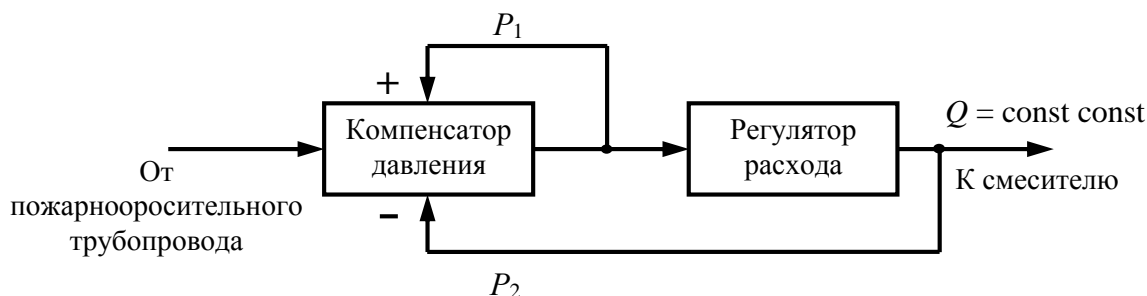 P1
+
Компенсатор
давления
Регулятор
расхода
Q = const const
От
пожарнооросительного
трубопровода
К смесителю
–
P2